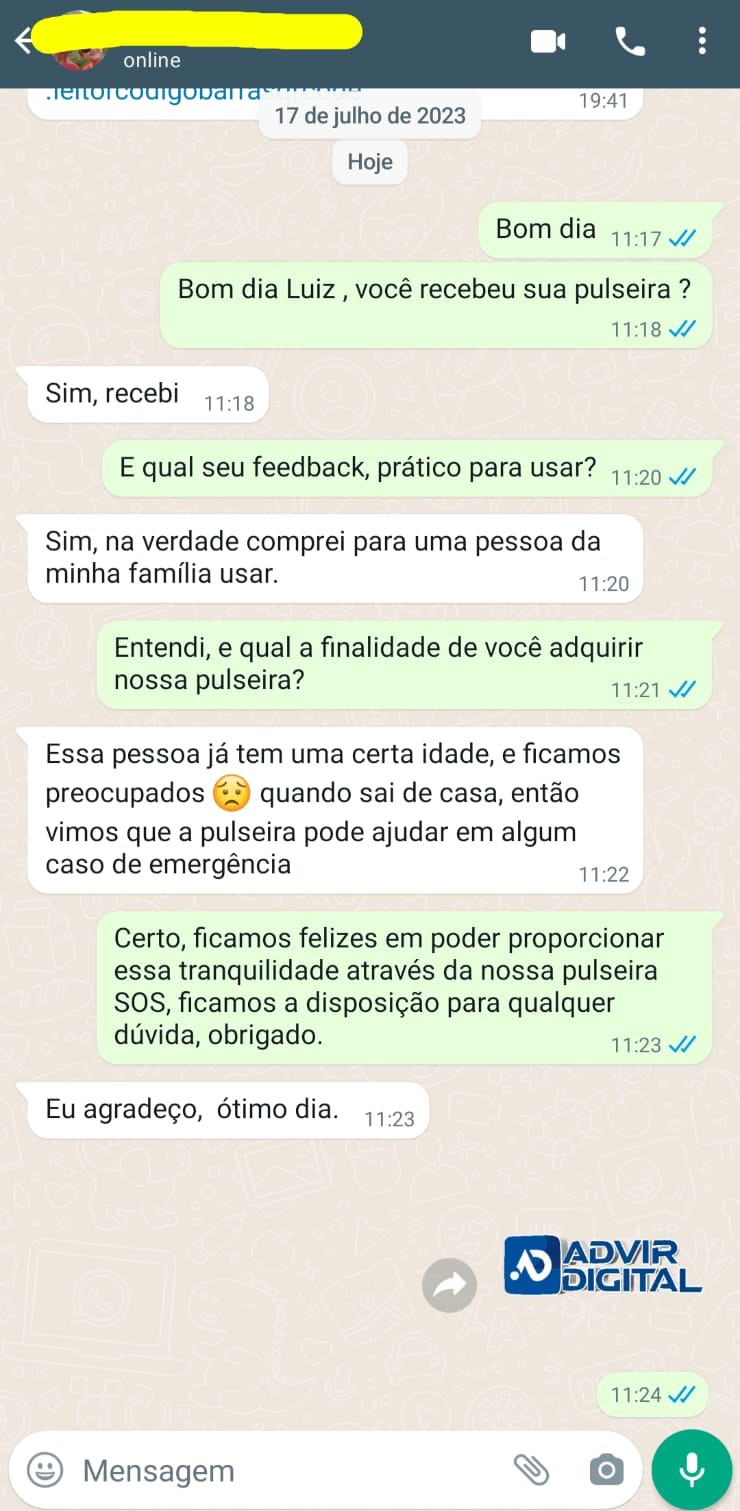 online
19:41
17 de julho de 2023
Hoje
Bom dia 11:17
Bom dia Luiz , você recebeu sua pulseira ?
11:18
Sim, recebi 11:18
E qual seu feedback, prático para usar? 11:20
Sim, na verdade comprei para uma pessoa da
minha família usar. 11:20
Entendi, e qual a finalidade de você adquirir
nossa pulseira? 11:21
Essa pessoa já tem uma certa idade, e ficamos
preocupados 😟 quando sai de casa, então
vimos que a pulseira pode ajudar em algum
caso de emergência 11:22
Certo, ficamos felizes em poder proporcionar
essa tranquilidade através da nossa pulseira
SOS, ficamos a disposição para qualquer
dúvida, obrigado. 11:23
Eu agradeço,  ótimo dia. 11:23
ADVIR
DIGITAL
11:24
Mensagem